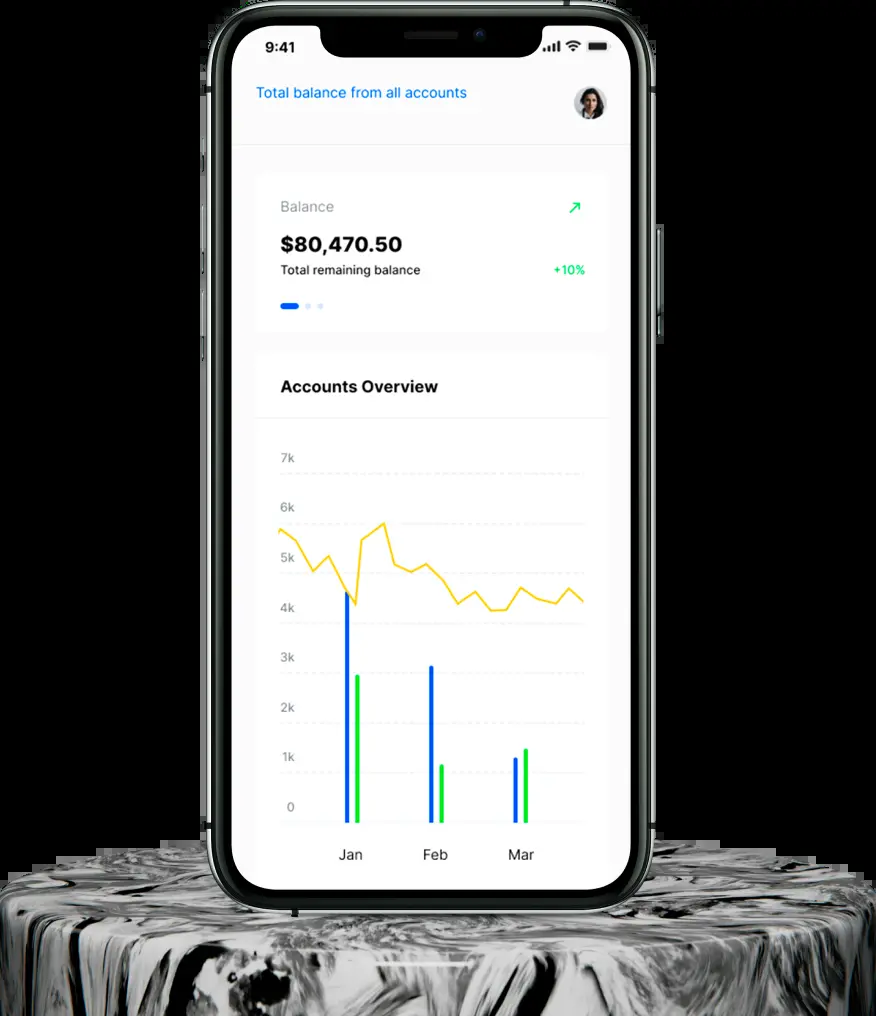 9:41
Total balance from all accounts
Balance
$80,470.50
Total remaining balance
+10%
Accounts Overview
7k
6k
5k
4k
3k
2k
1k
0
Jan Feb Mar